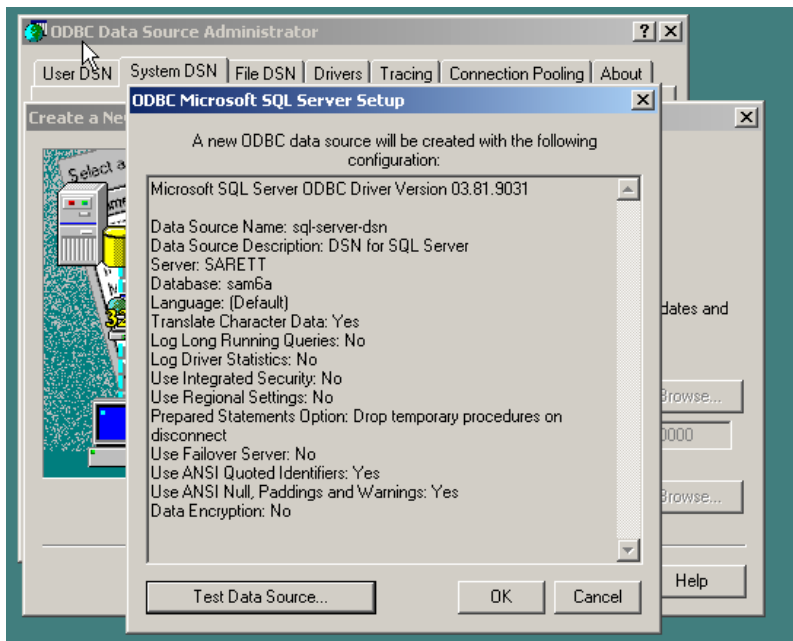 ODBC Data Source Administrator
User DSN System DSN File DSN Drivers Tracing Connection Pooling About
Create a Ne
ODBC Microsoft SQL Server Setup
Select a
A new ODBC data source will be created with the following
configuration:
Microsoft SQL Server ODBC Driver Version 03.81.9031
Data Source Name: sql-server-dsn
Data Source Description: DSN for SQL Server
Server: SARETT
Database: sam6a
Language: (Default)
Translate Character Data: Yes
Log Long Running Queries: No
Log Driver Statistics: No
Use Integrated Security: No
Use Regional Settings: No
Prepared Statements Option: Drop temporary procedures on
disconnect
Use Failover Server: No
Use ANSI Quoted Identifiers: Yes
Use ANSI Null, Paddings and Warnings: Yes
Data Encryption: No
dates and
Browse...
0000
Browse...
Test Data Source...
OK
Cancel
Help